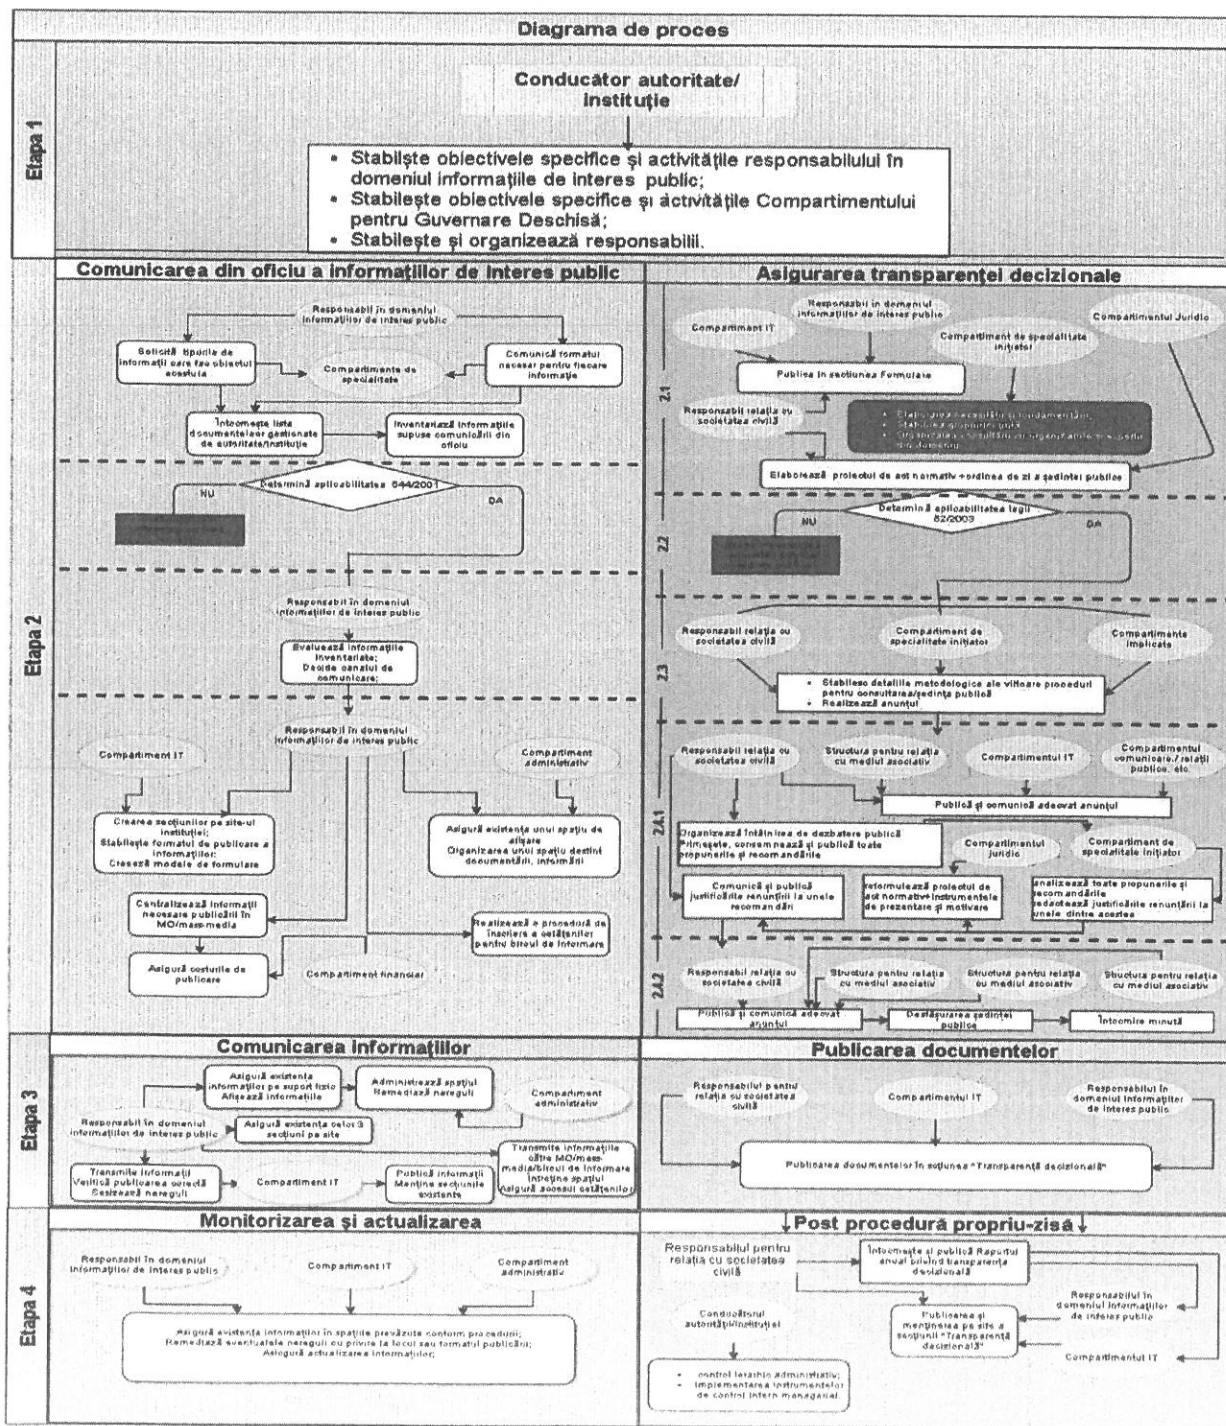 Diagrama de proces
Etapa 1
Conducător autoritate/
instituție
• Stabilște obiectivele specifice și activitățile responsabilului în
domeniul informațiile de interes public;
• Stabilește obiectivele specifice și activitățile Compartimentului
pentru Guvernare Deschisă;
• Stabilește și organizează responsabilii.
Etapa 2
Comunicarea din oficiu a informațiilor de interes public
Responsabil în domeniul
informațiilor de interes public
Solicită tipurile de
informații care fac obiectul
acestuia
Compartimente de
specialitate
Comunică formatul
necesar pentru fiecare
informație
Întocmește lista
documentelor gestionate
de autoritate/instituție
Inventariază informațiile
supuse comunicării din
oficiu
Determină aplicabilitatea 544/2001
NU
DA
Responsabil în domeniul
informațiilor de interes public
Evaluează informațiile
inventariate;
Decide canalul de
comunicare;
Responsabil în domeniul
informațiilor de interes public
Compartiment IT
Compartiment
administrativ
Crearea secțiunilor pe site-ul
instituției;
Stabilește formatul de publicare a
informațiilor;
Creează modele de formulare
Asigură existența unui spațiu de
afișare
Organizarea unui spațiu destinat
documentării, informării
Centralizează informații
necesare publicării în
MO/mass-media
Realizează o procedură de
înscriere a cetățenilor
pentru biroul de informare
Asigură costurile de
publicare
Compartiment financiar
Asigurarea transparenței decizionale
2.1
Compartiment IT
Responsabil în domeniul
informațiilor de interes public
Compartiment de specialitate
inițiator
Compartimentul Juridic
Publica in sectiunea Formulare
Responsabil relația cu
societatea civilă
Elaborează proiectul de act normativ +ordinea de zi a ședintei publice
2.2
Determină aplicabilitatea legii
52/2003
NU
DA
2.3
Responsabil relația cu
societatea civilă
Compartiment de
specialitate inițiator
Compartimente
implicate
• Stabilesc detaliile metodologice ale viitoare proceduri
pentru consultarea/ședința publică
• Realizează anunțul
2.4.1
Responsabil relația cu
societatea civilă
Structura pentru relația
cu mediul asociativ
Compartimentul IT
Compartimentul
comunicare./ relații
publice, etc.
Publică și comunică adecvat anunțul
Organizează întâlnirea de dezbatere publică
Primește, consemnează și publică toate
propunerile și recomandările
Compartimentul
juridic
Compartiment de
specialitate inițiator
Comunică și publică
justificările renunțării la unele
recomandări
reformulează proiectul de
act normativ+instrumentele
de prezentare și motivare
analizează toate propunerile și
recomandările
redactează justificările renunțării la
unele dintre acestea
2.4.2
Responsabil relația cu
societatea civilă
Structura pentru relația
cu mediul asociativ
Structura pentru relația
cu mediul asociativ
Structura pentru relația
cu mediul asociativ
Publică și comunică adecvat
anunțul
Desfășurarea ședinței
publice
Întocmire minută
Etapa 3
Comunicarea informațiilor
Asigură existența
informațiilor pe suport fizic
Afișează informațiile
Administrează spațiul
Remediază nereguli
Compartiment
administrativ
Responsabil în domeniul
informațiilor de interes public
Asigură existența celor 3
secțiuni pe site
Transmite informațiile
către MO/mass-
media/biroul de informare
Întreține spațiul
Asigură accesul cetățenilor
Transmite informații
Verifică publicarea corectă
Sesizează nereguli
Compartiment IT
Publică informații
Menține secțiunile
existente
Publicarea documentelor
Responsabilul pentru
relația cu societatea
civilă
Compartimentul IT
Responsabilul în
domeniul informațiilor
de interes public
Publicarea documentelor în scțiunea "Transparență decizională"
Etapa 4
Monitorizarea și actualizarea
Responsabil în domeniul
informațiilor de interes public
Compartiment IT
Compartiment
administrativ
Asigură existența informațiilor în spațiile prevăzute conform procedurii;
Remediază eventualele nereguli cu privire la locul sau formatul publicării;
Asigură actualizarea informațiilor;
Post procedură propriu-zisă
Responsabilul pentru
relația cu societatea
civilă
Întocmește și publică Raportul
anual privind transparența
decizională
Responsabilul în
domeniul informațiilor
de interes public
Conducătorul
autorității/instituției
Publicarea și
menținerea pe site a
secțiunii "Transparență
decizională"
Compartimentul IT
• control ierarhic administrativ;
• implementarea instrumentelor
de control intern managerial.